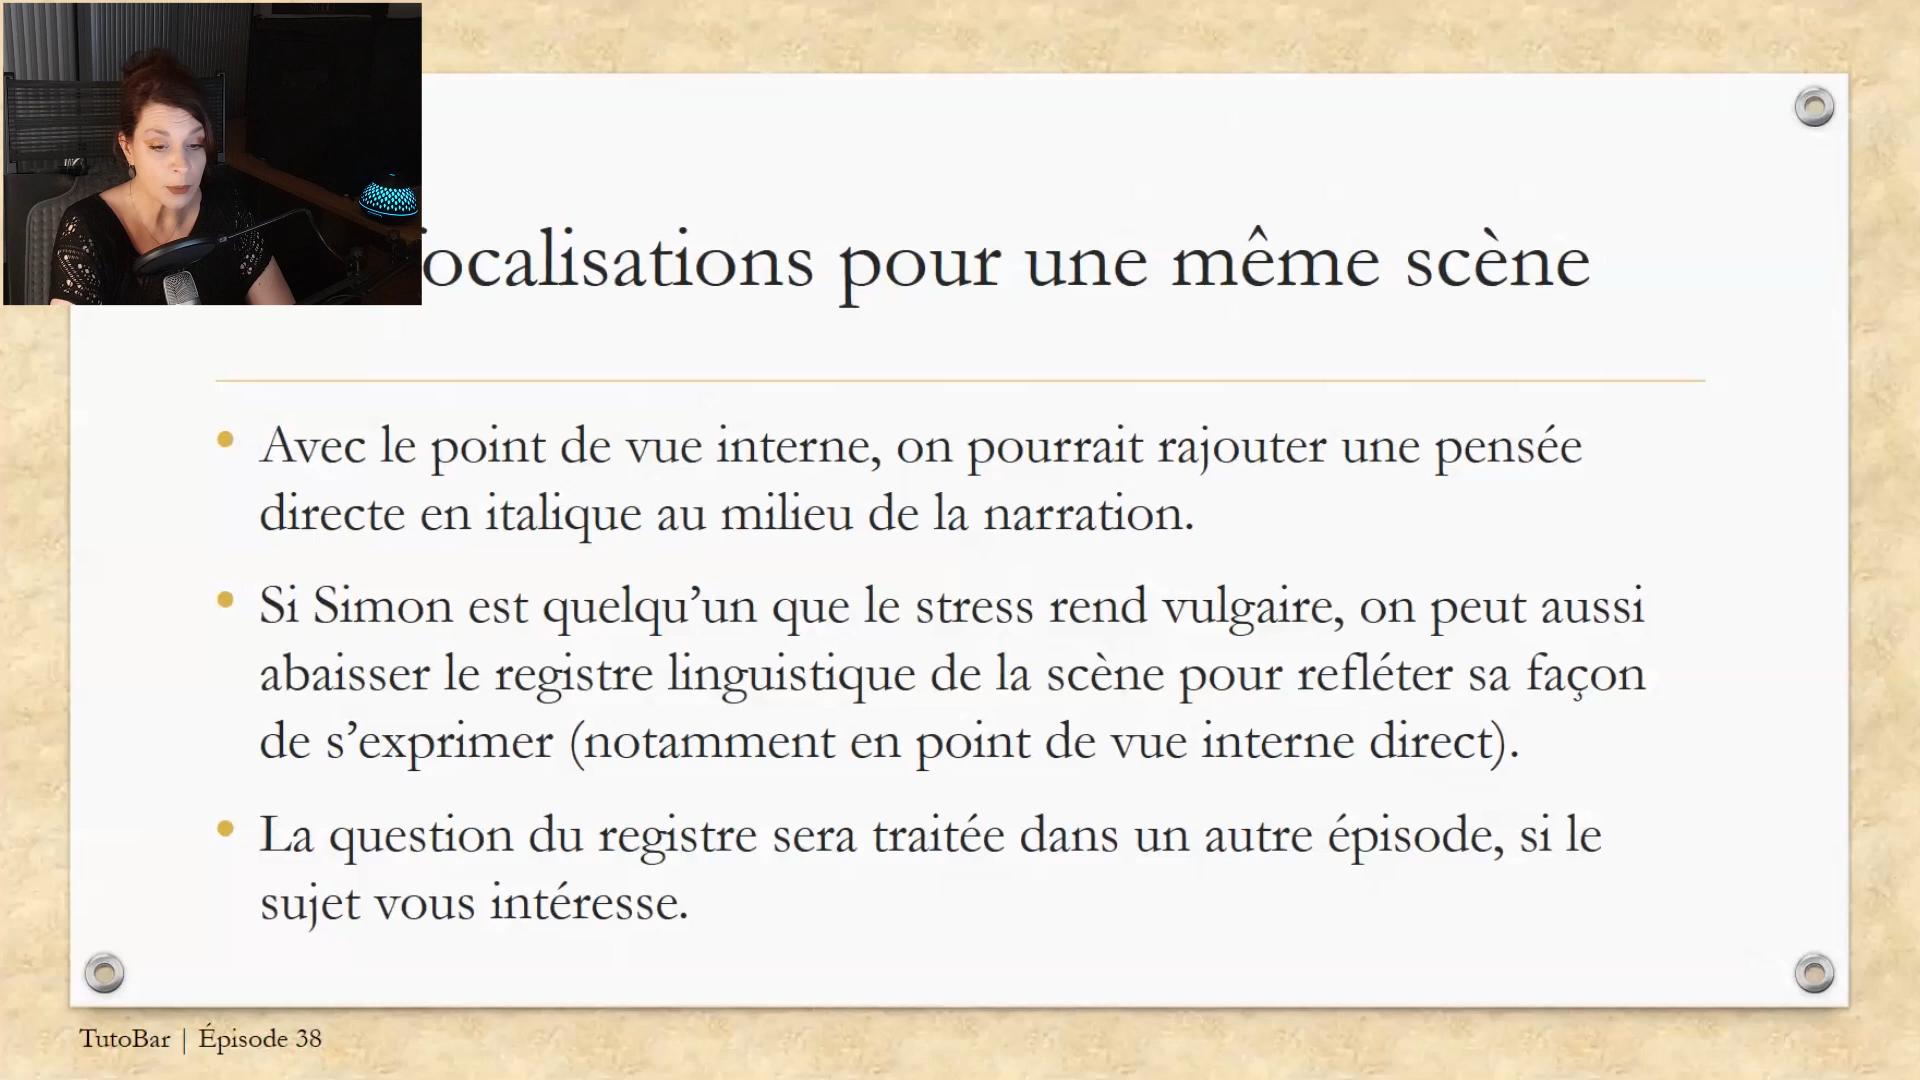 ocalisations pour une même scène
• Avec le point de vue interne, on pourrait rajouter une pensée
directe en italique au milieu de la narration.
• Si Simon est quelqu’un que le stress rend vulgaire, on peut aussi
abaisser le registre linguistique de la scène pour refléter sa façon
de s’exprimer (notamment en point de vue interne direct).
• La question du registre sera traitée dans un autre épisode, si le
sujet vous intéresse.
TutoBar | Épisode 38